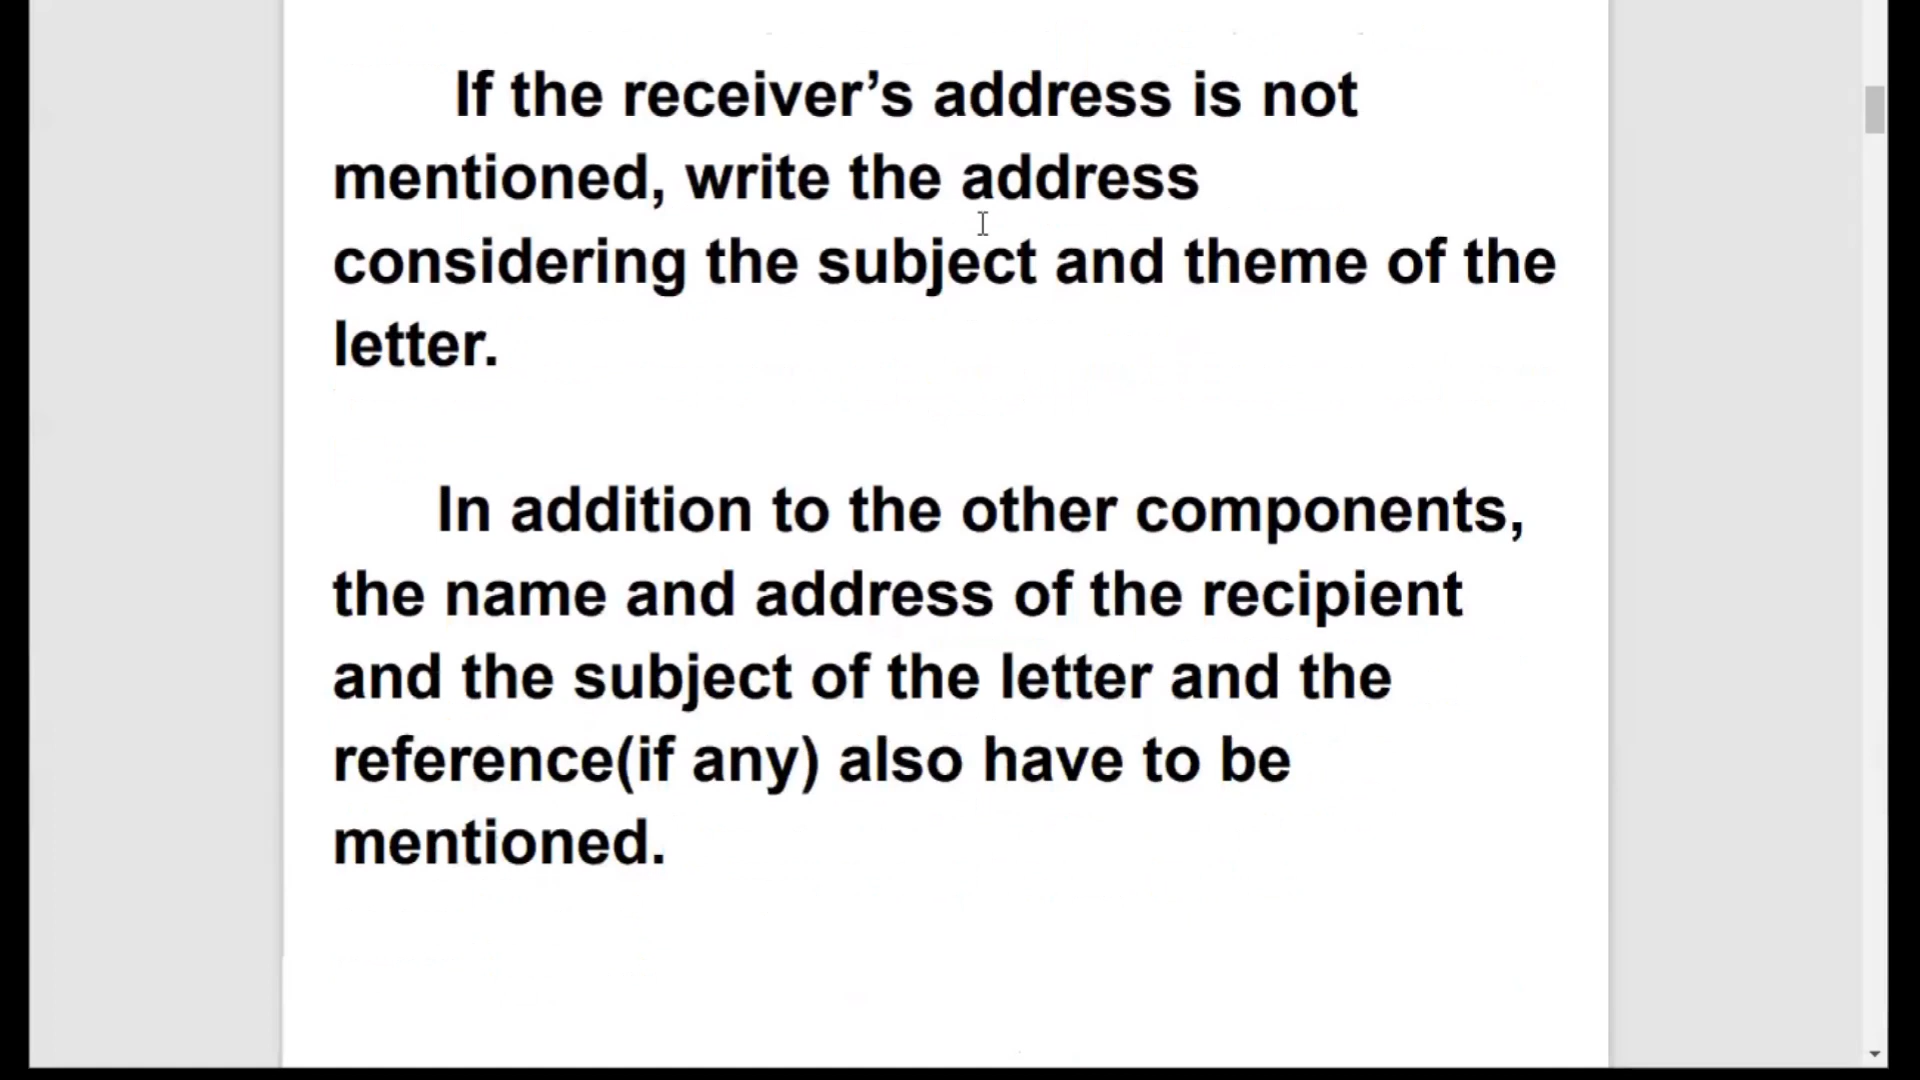 If the receiver’s address is not
mentioned, write the address
considering the subject and theme of the
letter.
In addition to the other components,
the name and address of the recipient
and the subject of the letter and the
reference(if any) also have to be
mentioned.